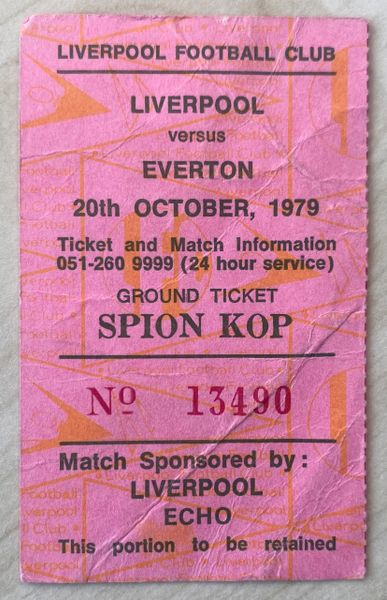 LIVERPOOL FOOTBALL CLUB
LIVERPOOL
versus
EVERTON
20th OCTOBER, 1979
Ticket and Match Information
051-260 9999 (24 hour service)
GROUND TICKET
SPION KOP
Nº 13490
Match Sponsored by:
LIVERPOOL
ECHO
This portion to be retained